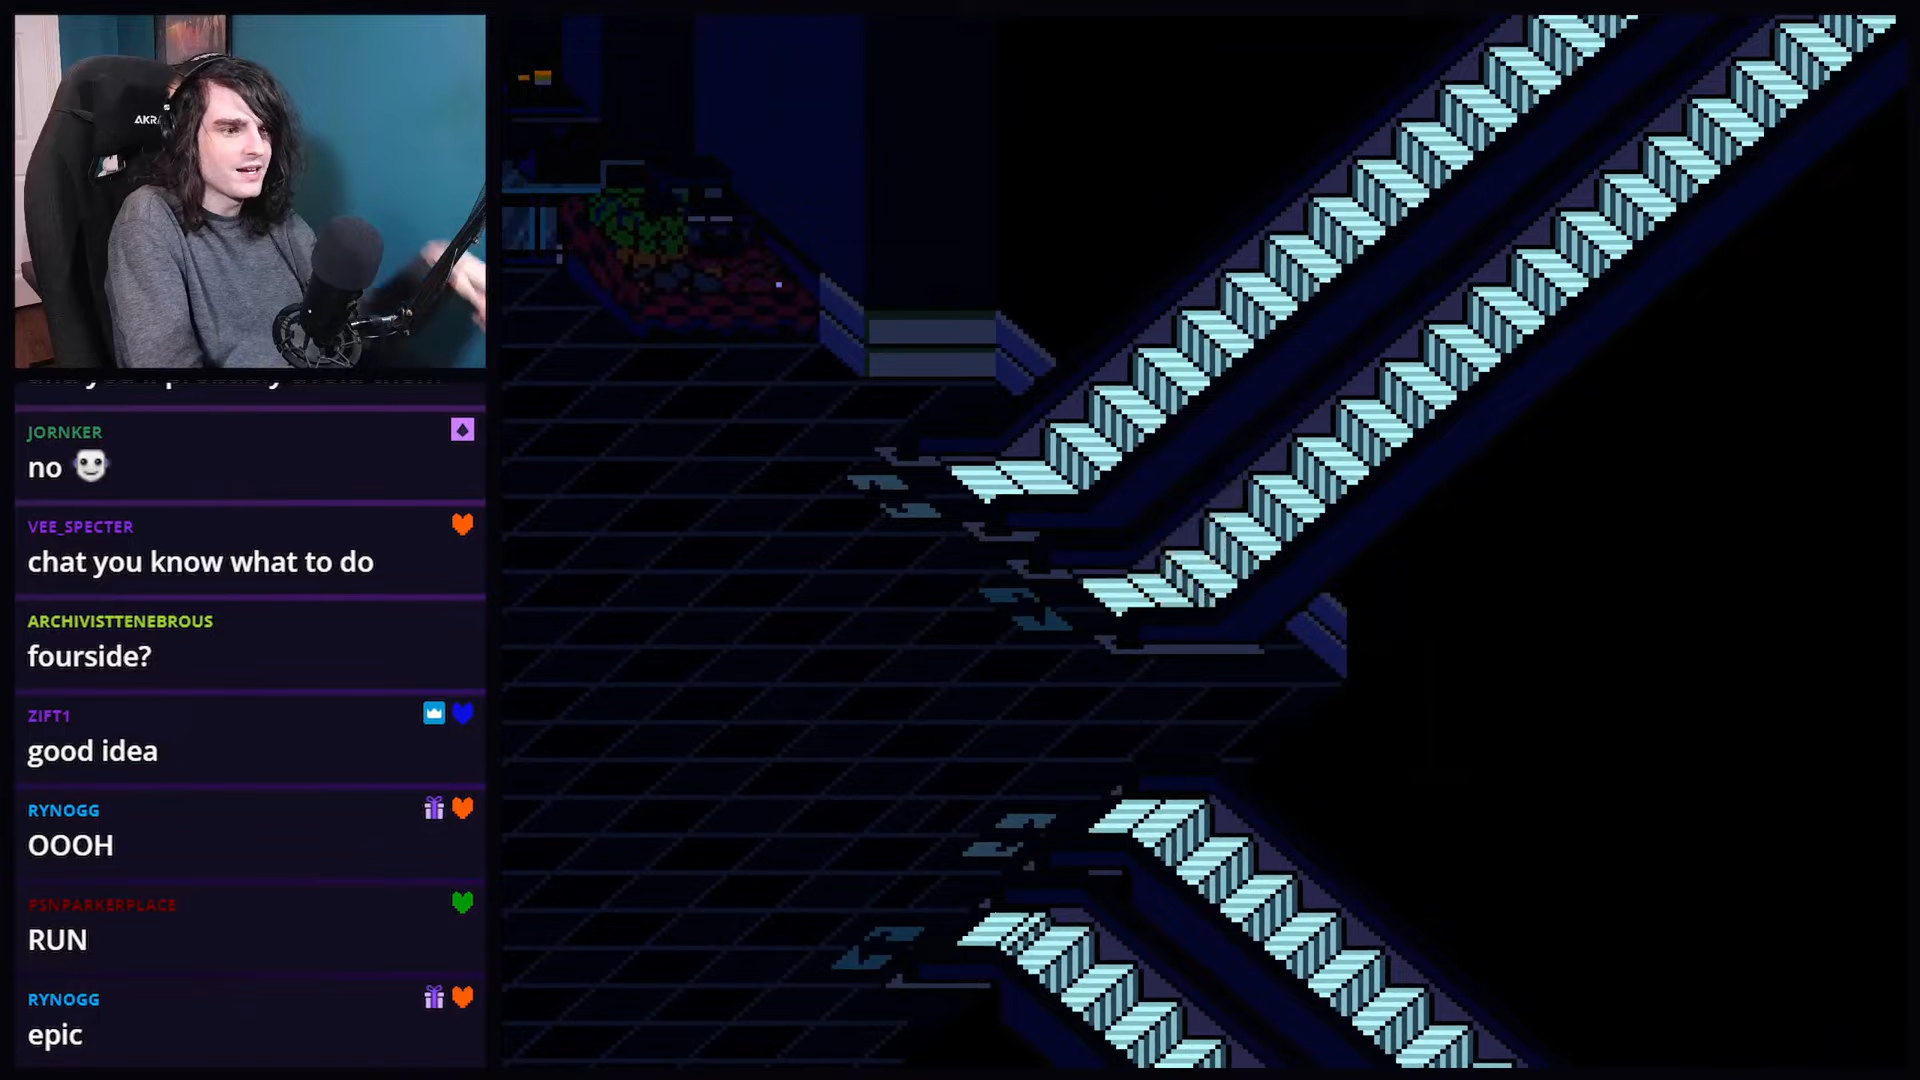 AKRA
JORNKER
no
VEE_SPECTER
chat you know what to do
ARCHIVISTTENEBROUS
fourside?
ZIFT1
good idea
RYNOGG
OOOH
PSNPARKERPLACE
RUN
RYNOGG
epic